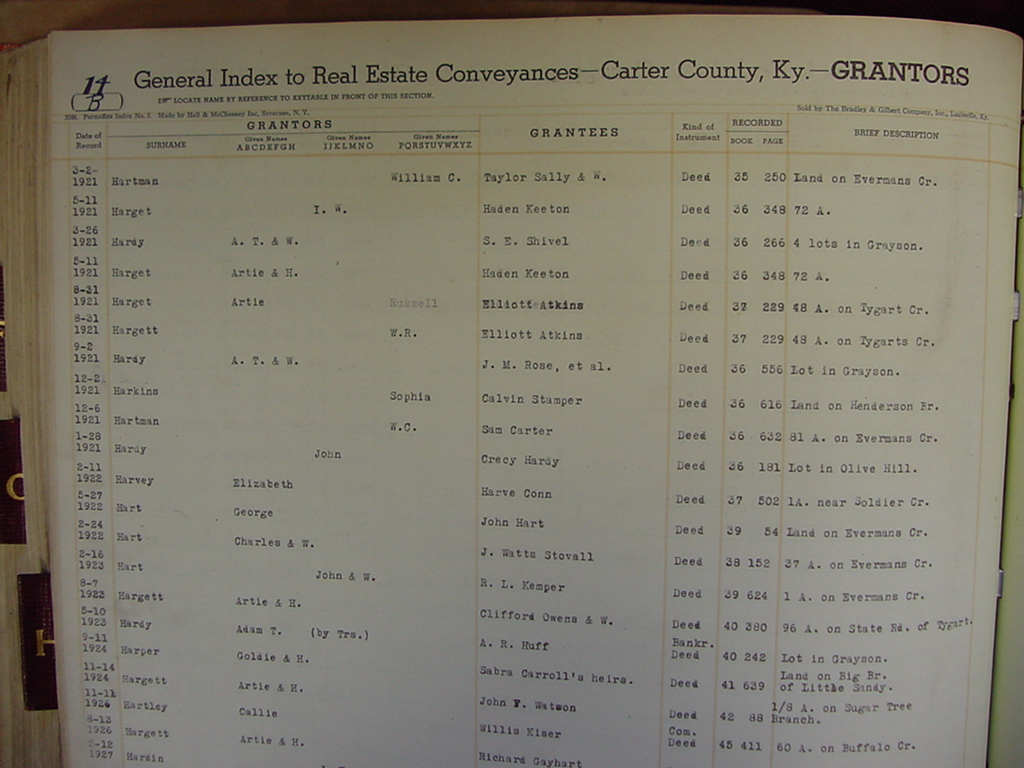 14
B
General Index to Real Estate Conveyances—Carter County, Ky.—GRANTORS
LOCATE NAME BY REFERENCE TO KEYTABLE IN FRONT OF THIS SECTION.
Made by Hall & McChesney Inc, Syracuse, N. Y.
Sold by The Bradley & Gilbert Company, Inc., Louisville, Ky.
Date of Record GRANTORS GRANTEES Kind of Instrument RECORDED BRIEF DESCRIPTION
SURNAME Given Names ABCDEFGH Given Names IJKLMNO Given Names PQRSTUVWXYZ BOOK PAGE
3-2- 1921 Hartman William C. Taylor Sally & W. Deed 35 250 Land on Evermans Cr.
5-11 1921 Harget I. W. Haden Keeton Deed 36 348 72 A.
3-26 1921 Hardy A. T. & W. S. E. Shivel Deed 36 266 4 lots in Grayson.
5-11 1921 Harget Artie & H. Haden Keeton Deed 36 348 72 A.
8-31 1921 Harget Artie Russell Elliott Atkins Deed 37 229 48 A. on Tygart Cr.
8-31 1921 Hargett W.R. Elliott Atkins Deed 37 229 48 A. on Tygarts Cr.
9-2 1921 Hardy A. T. & W. J. M. Rose, et al. Deed 36 556 Lot in Grayson.
12-2 1921 Harkins Sophia Calvin Stamper Deed 36 616 Land on Henderson Br.
12-6 1921 Hartman W.C. Sam Carter Deed 36 632 81 A. on Evermans Cr.
1-28 1921 Hardy John Crecy Hardy Deed 36 181 Lot in Olive Hill.
2-11 1922 Harvey Elizabeth Harve Conn Deed 37 502 1A. near Soldier Cr.
5-27 1922 Hart George John Hart Deed 39 54 Land on Evermans Cr.
2-24 1922 Hart Charles & W. J. Watts Stovall Deed 38 152 37 A. on Evermans Cr.
2-16 1923 Hart John & W. R. L. Kemper Deed 39 624 1 A. on Evermans Cr.
8-7 1923 Hargett Artie & H. Clifford Owens & W. Deed 40 380 96 A. on State Rd. of Tygart.
5-10 1923 Hardy Adam T. (by Trs.) A. R. Huff Bankr. Deed 40 242 Lot in Grayson.
9-11 1924 Harper Goldie & H. Sabra Carroll's heirs. Deed 41 639 Land on Big Br. of Little Sandy.
11-14 1924 Hargett Artie & H. John F. Watson Deed 42 88 1/8 A. on Sugar Tree Branch.
11-11 1926 Hartley Callie Willis Kiser Com. Deed 45 411 60 A. on Buffalo Cr.
8-13 1926 Hargett Artie & H. Richard Gayhart
-12 1927 Hardin
C
H